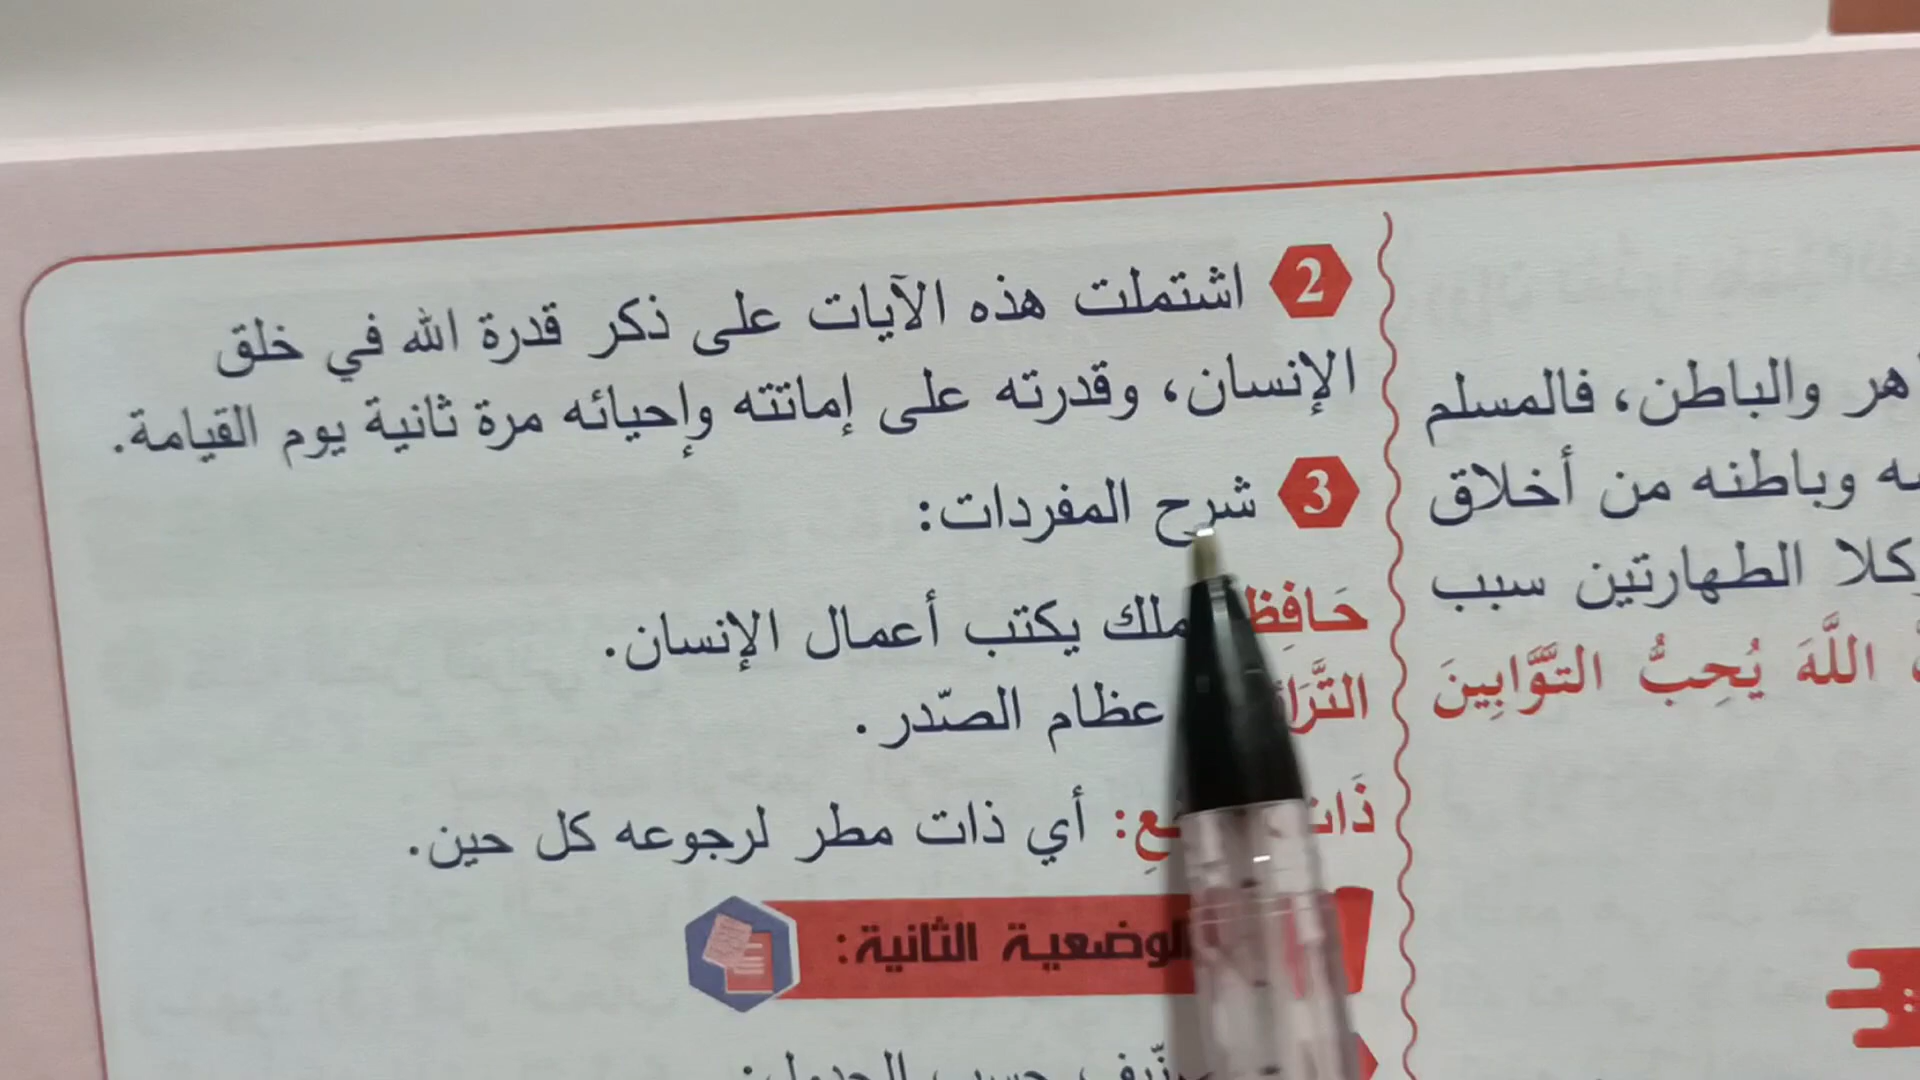 2 اشتملت هذه الآيات على ذكر قدرة الله في خلق
الإنسان، وقدرته على إماتته وإحيائه مرة ثانية يوم القيامة.
3 شرح المفردات:
ملك يكتب أعمال الإنسان.
عظام الصّدر.
أي ذات مطر لرجوعه كل حين.
الوضعية الثانية:
حسب الجدول:
والباطن، فالمسلم
وباطنه من أخلاق
كلا الطهارتين سبب
اللَّهَ يُحِبُّ التَّوَّابِينَ